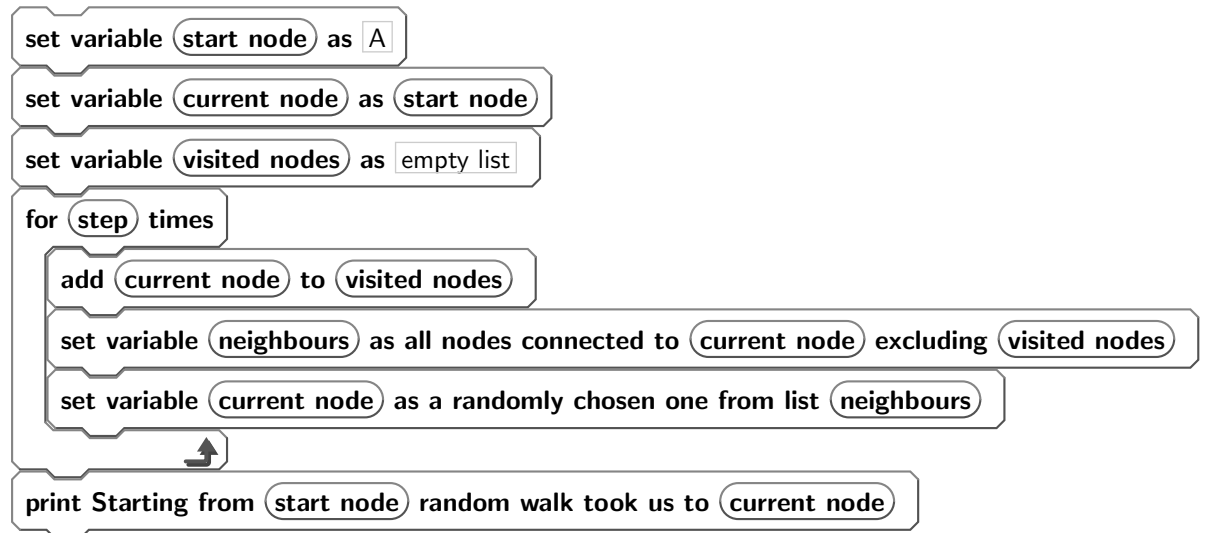 set variable start node as A
set variable current node as start node
set variable visited nodes as empty list
for step times
add current node to visited nodes
set variable neighbours as all nodes connected to current node excluding visited nodes
set variable current node as a randomly chosen one from list neighbours
print Starting from start node random walk took us to current node